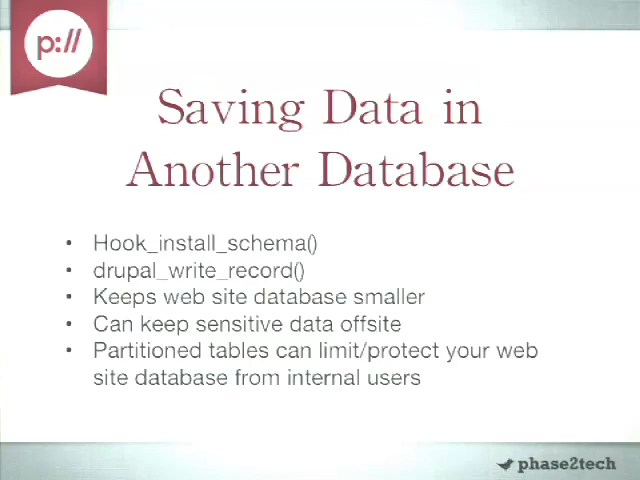 p://
Saving Data in
Another Database
• Hook_install_schema()
• drupal_write_record()
• Keeps web site database smaller
• Can keep sensitive data offsite
• Partitioned tables can limit/protect your web
site database from internal users
phase2tech